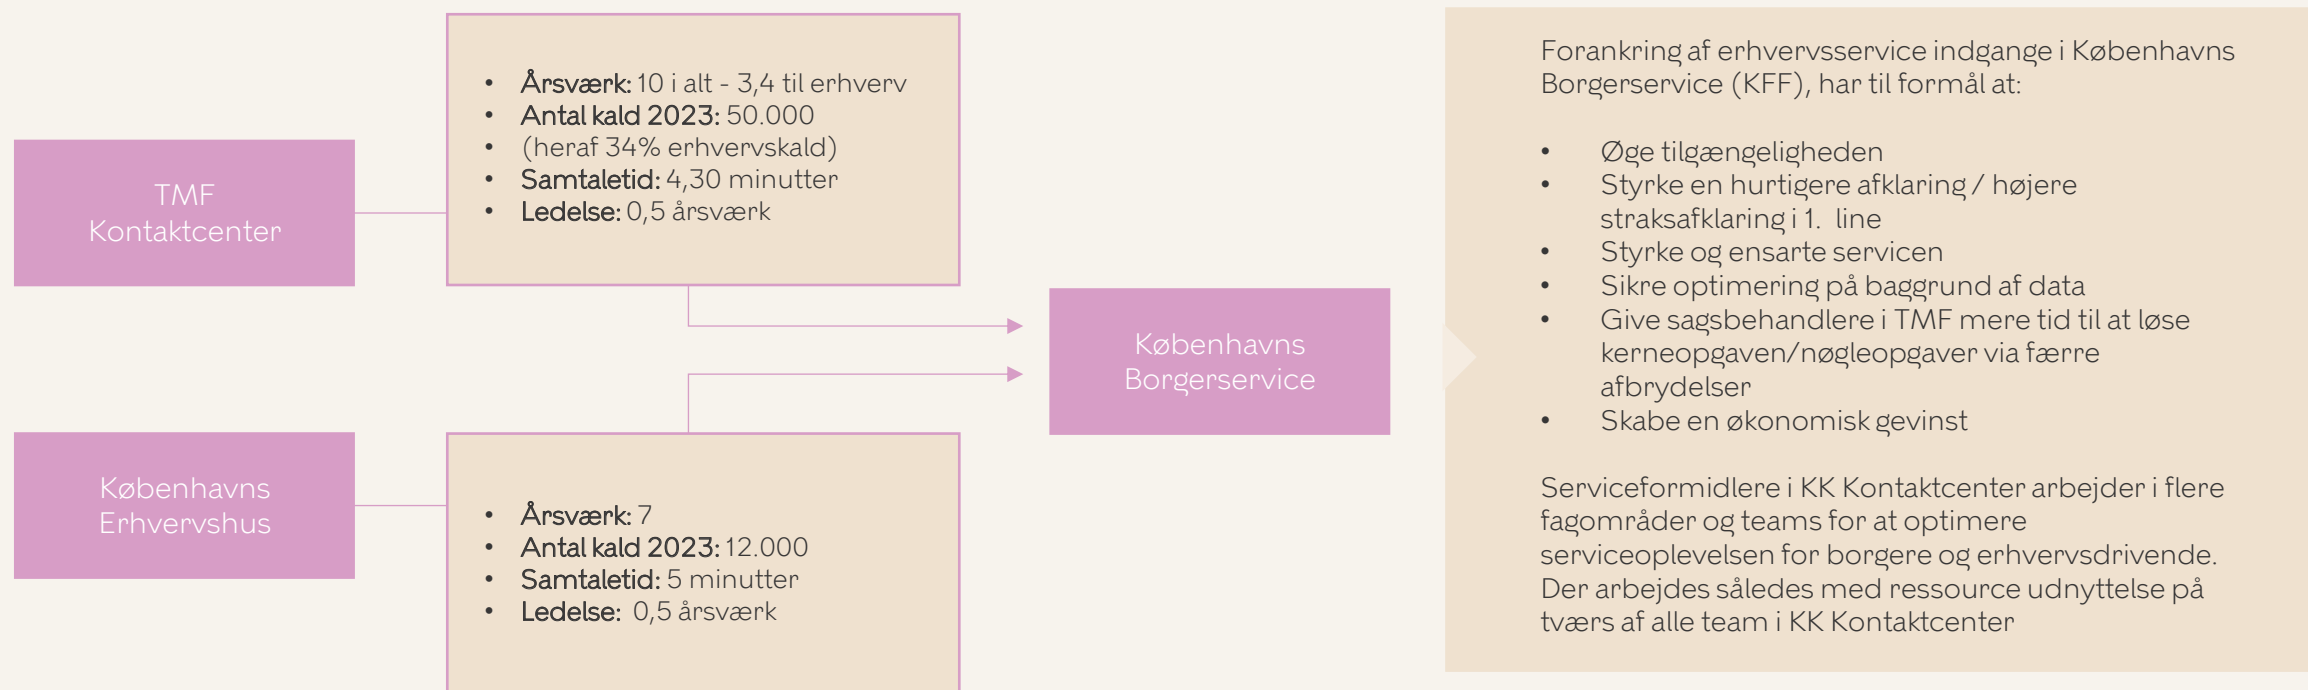 TMF
Kontaktcenter
• Årsværk: 10 i alt - 3,4 til erhverv
• Antal kald 2023: 50.000
• (heraf 34% erhvervskald)
• Samtaletid: 4,30 minutter
• Ledelse: 0,5 årsværk
Københavns
Erhvervshus
• Årsværk: 7
• Antal kald 2023: 12.000
• Samtaletid: 5 minutter
• Ledelse: 0,5 årsværk
Københavns
Borgerservice
Forankring af erhvervsservice indgange i Københavns
Borgerservice (KFF), har til formål at:
• Øge tilgængeligheden
• Styrke en hurtigere afklaring / højere
straksafklaring i 1. line
• Styrke og ensarte servicen
• Sikre optimering på baggrund af data
• Give sagsbehandlere i TMF mere tid til at løse
kerneopgaven/nøgleopgaver via færre
afbrydelser
• Skabe en økonomisk gevinst
Serviceformidlere i KK Kontaktcenter arbejder i flere
fagområder og teams for at optimere
serviceoplevelsen for borgere og erhvervsdrivende.
Der arbejdes således med ressource udnyttelse på
tværs af alle team i KK Kontaktcenter